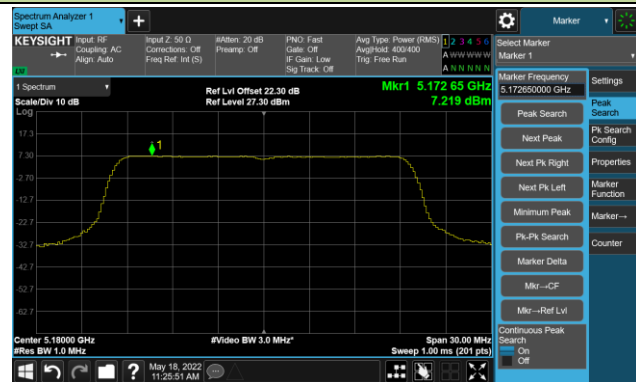 Spectrum Analyzer 1
Swept SA
+
Marker
KEYSIGHT
Input: RF
Coupling: AC
Align: Auto
Input Z: 50 Ω
Corrections: Off
Freq Ref: Int (S)
#Atten: 20 dB
Preamp: Off
PNO: Fast
Gate: Off
IF Gain: Low
Sig Track: Off
Avg Type: Power (RMS)
Avg|Hold: 400/400
Trig: Free Run
1 2 3 4 5 6
A W W W W W
A N N N N N
Select Marker
Marker 1
1 Spectrum
Scale/Div 10 dB
Log
Ref Lvl Offset 22.30 dB
Ref Level 27.30 dBm
Mkr1 5.172 65 GHz
7.219 dBm
17.3
7.30
-2.70
-12.7
-22.7
-32.7
-42.7
-52.7
-62.7
1
Center 5.18000 GHz
#Res BW 1.0 MHz
#Video BW 3.0 MHz*
Span 30.00 MHz
Sweep 1.00 ms (201 pts)
Marker Frequency
5.172650000 GHz
Peak Search
Next Peak
Next Pk Right
Next Pk Left
Minimum Peak
Pk-Pk Search
Marker Delta
Mkr→CF
Mkr→Ref Lvl
Continuous Peak
Search
On
Off
Settings
Peak
Search
Pk Search
Config
Properties
Marker
Function
Marker→
Counter
?
May 18, 2022
11:25:51 AM